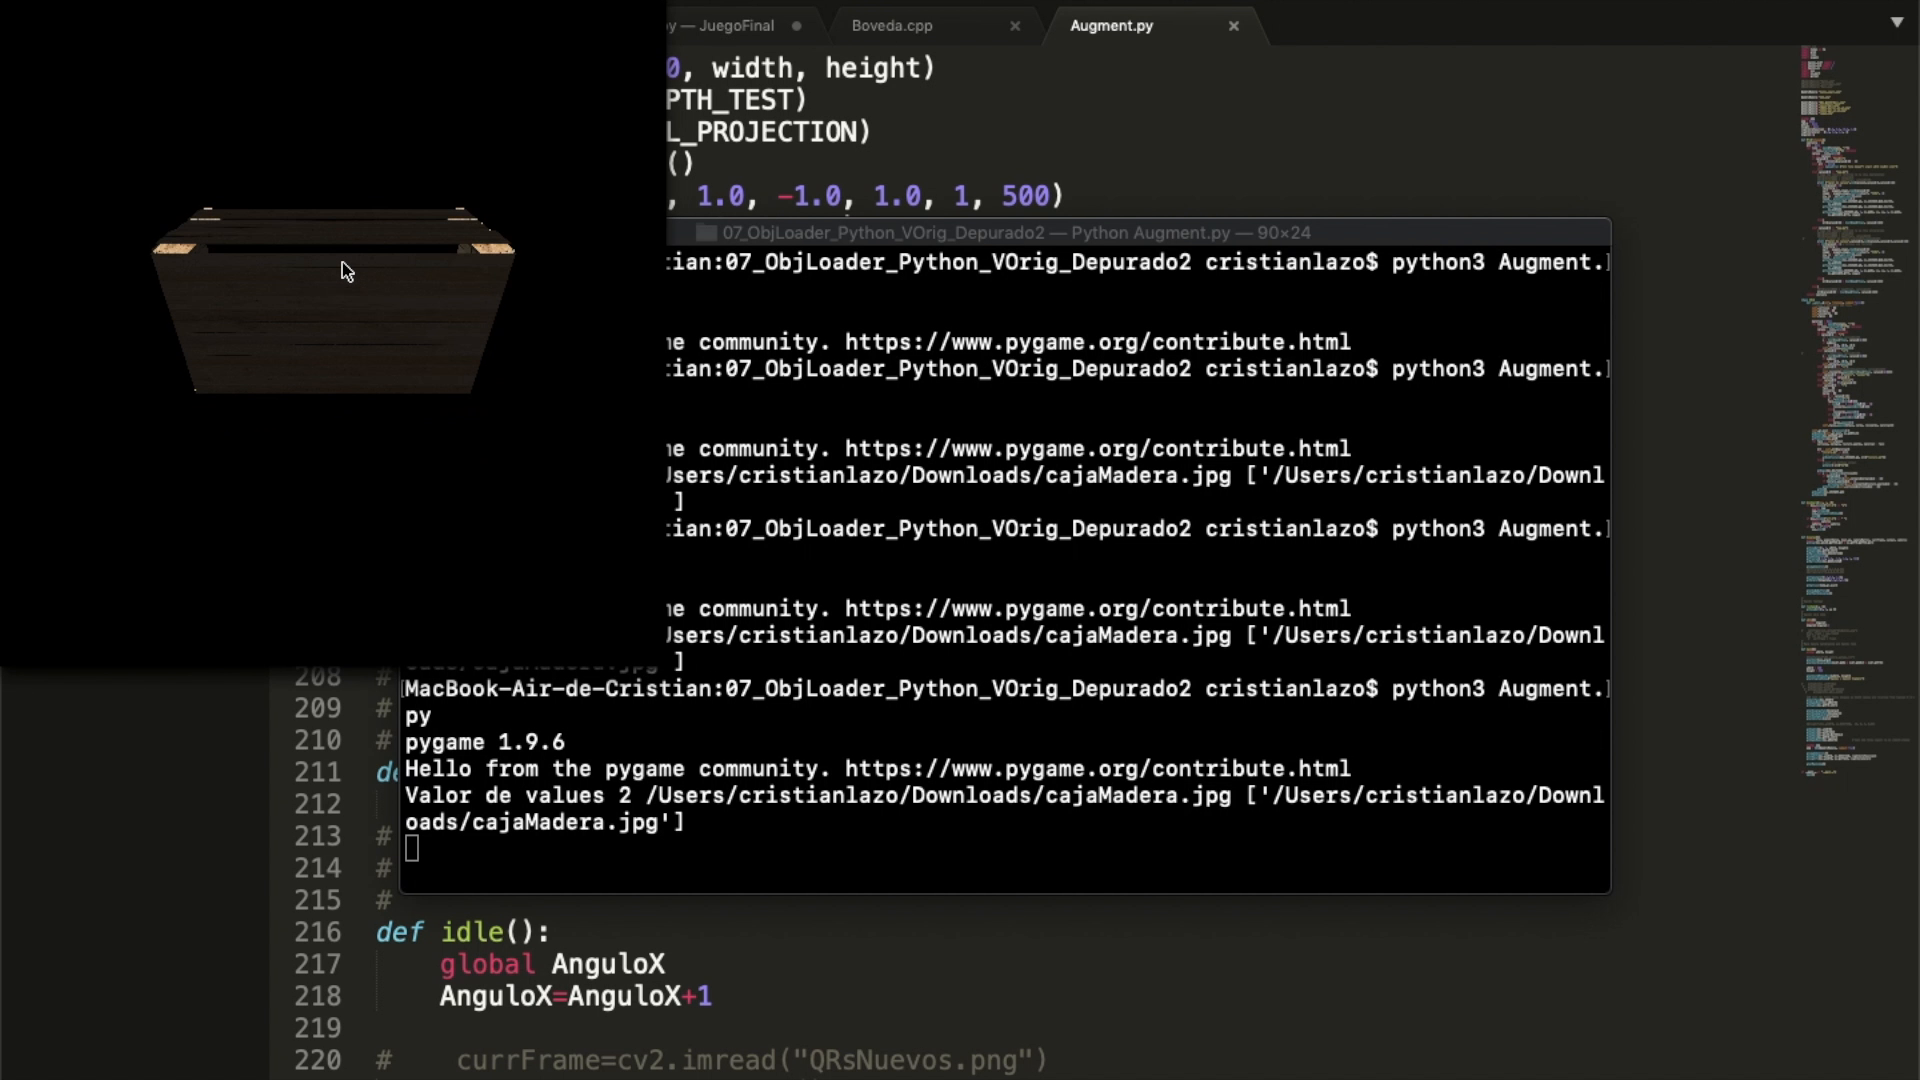 y — JuegoFinal
Boveda.cpp
Augment.py
0, width, height)
PTH_TEST)
L_PROJECTION)
()
, 1.0, -1.0, 1.0, 1, 500)
07_ObjLoader_Python_VOrig_Depurado2 — Python Augment.py — 90×24
tian:07_ObjLoader_Python_VOrig_Depurado2 cristianlazo$ python3 Augment.]
ne community. https://www.pygame.org/contribute.html
tian:07_ObjLoader_Python_VOrig_Depurado2 cristianlazo$ python3 Augment.]
ne community. https://www.pygame.org/contribute.html
Users/cristianlazo/Downloads/cajaMadera.jpg ['/Users/cristianlazo/Downl
]
tian:07_ObjLoader_Python_VOrig_Depurado2 cristianlazo$ python3 Augment.]
ne community. https://www.pygame.org/contribute.html
Users/cristianlazo/Downloads/cajaMadera.jpg ['/Users/cristianlazo/Downl
]
[MacBook-Air-de-Cristian:07_ObjLoader_Python_VOrig_Depurado2 cristianlazo$ python3 Augment.]
py
pygame 1.9.6
Hello from the pygame community. https://www.pygame.org/contribute.html
Valor de values 2 /Users/cristianlazo/Downloads/cajaMadera.jpg ['/Users/cristianlazo/Downl
oads/cajaMadera.jpg']
208 #
209 #
210 #
211 de
212
213 #
214 #
215 #
216 def idle():
217 global AnguloX
218 AnguloX=AnguloX+1
219
220 # currFrame=cv2.imread("QRsNuevos.png")